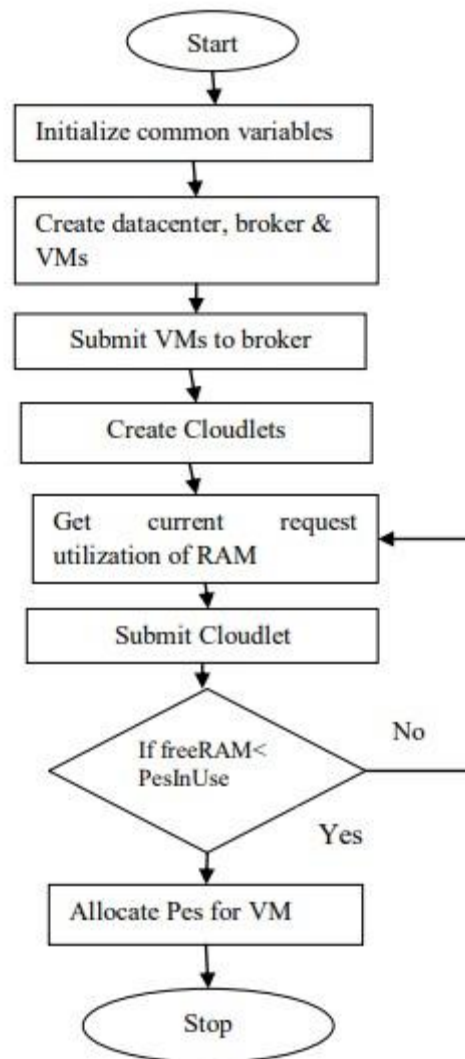 Start
Initialize common variables
Create datacenter, broker &
VMs
Submit VMs to broker
Create Cloudlets
Get current request
utilization of RAM
Submit Cloudlet
If freeRAM<
PesInUse
No
Yes
Allocate Pes for VM
Stop